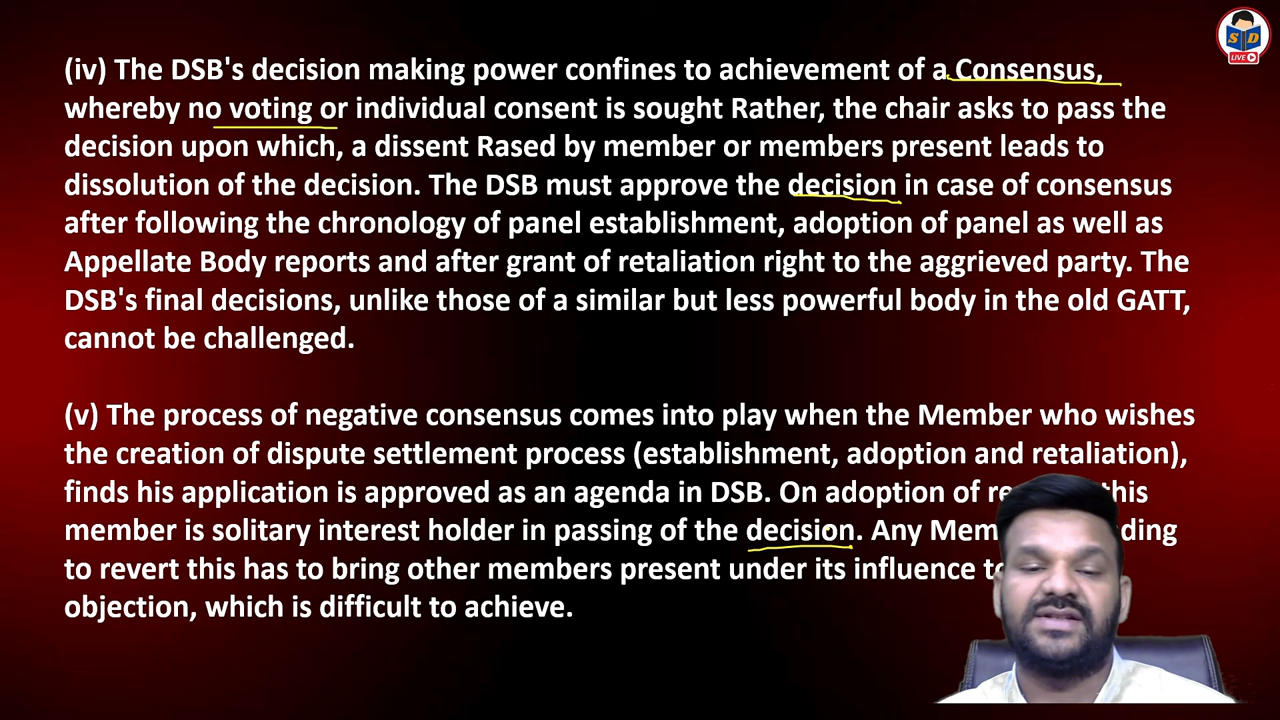 (iv) The DSB's decision making power confines to achievement of a Consensus,
whereby no voting or individual consent is sought Rather, the chair asks to pass the
decision upon which, a dissent Rased by member or members present leads to
dissolution of the decision. The DSB must approve the decision in case of consensus
after following the chronology of panel establishment, adoption of panel as well as
Appellate Body reports and after grant of retaliation right to the aggrieved party. The
DSB's final decisions, unlike those of a similar but less powerful body in the old GATT,
cannot be challenged.
(v) The process of negative consensus comes into play when the Member who wishes
the creation of dispute settlement process (establishment, adoption and retaliation),
finds his application is approved as an agenda in DSB. On adoption of this
member is solitary interest holder in passing of the decision. Any
to revert this has to bring other members present under its influence
objection, which is difficult to achieve.
S D
LIVE